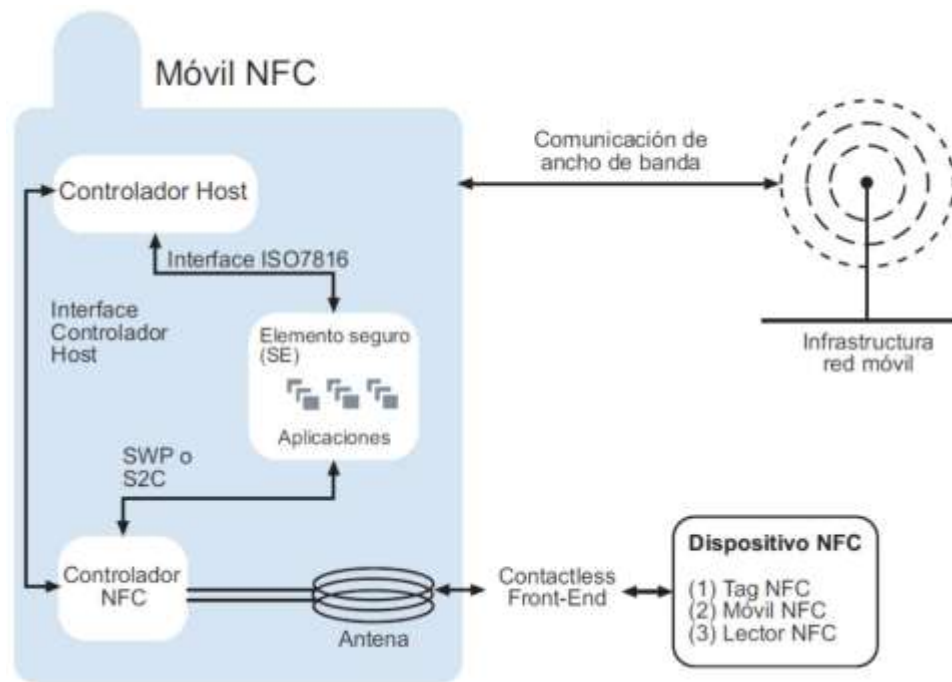 Móvil NFC
Comunicación de
ancho de banda
Controlador Host
Interface ISO7816
Interface
Controlador
Host
Elemento seguro
(SE)
Aplicaciones
Infrastructura
red móvil
SWP o
S2C
Controlador
NFC
Antena
Contactless
Front-End
Dispositivo NFC
(1) Tag NFC
(2) Móvil NFC
(3) Lector NFC